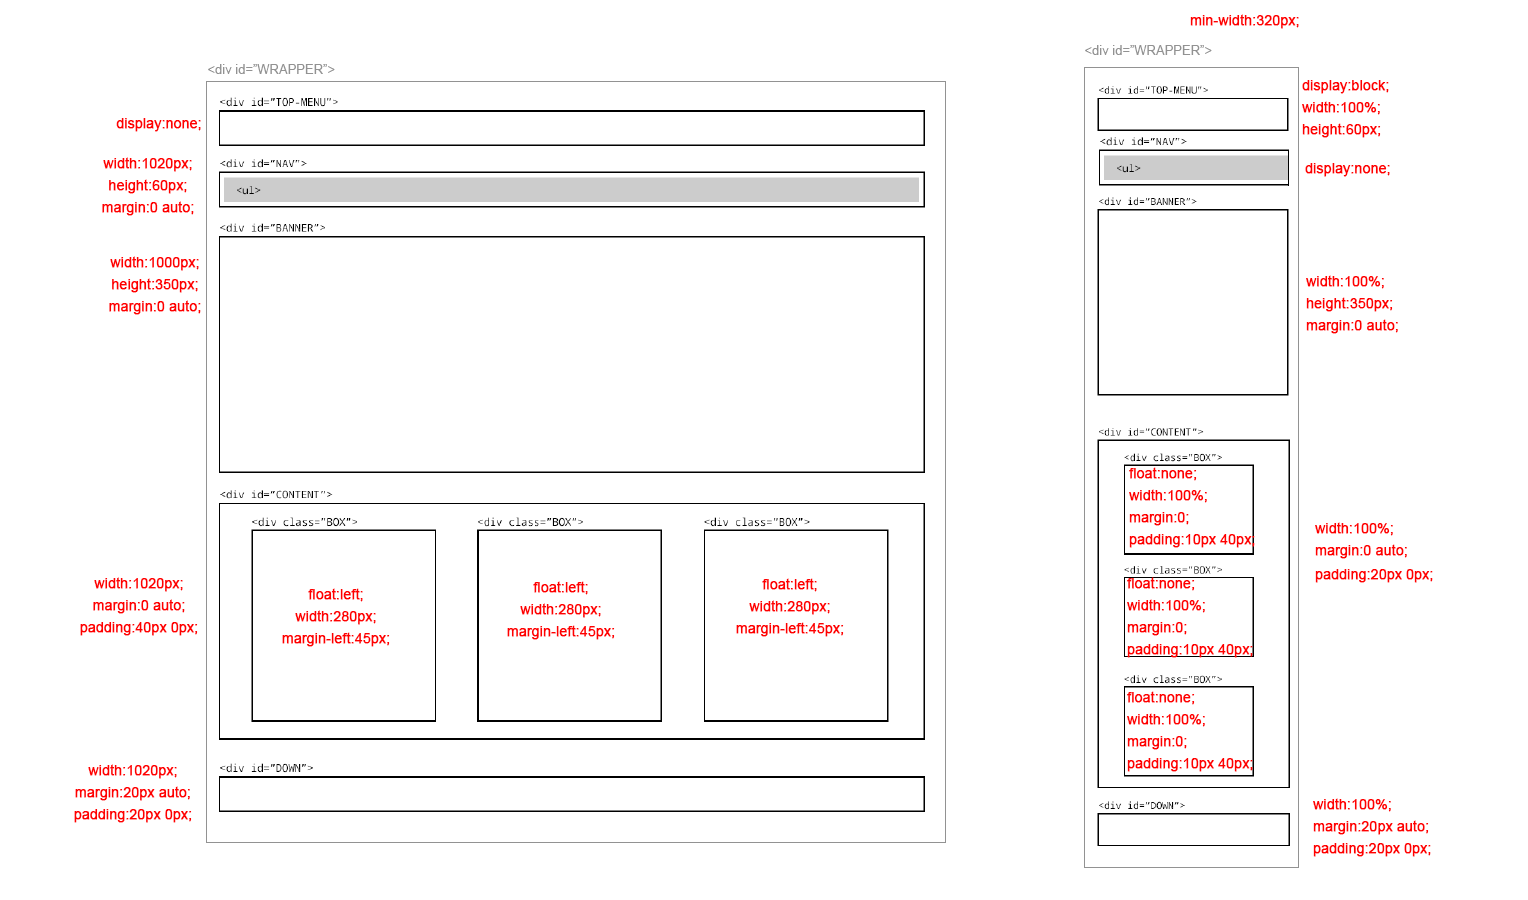 <div id="WRAPPER">
<div id="TOP-MENU">
display:none;
<div id="NAV">
width:1020px;
height:60px;
margin:0 auto;
<ul>
<div id="BANNER">
width:1000px;
height:350px;
margin:0 auto;
<div id="CONTENT">
width:1020px;
margin:0 auto;
padding:40px 0px;
<div class="BOX">
float:left;
width:280px;
margin-left:45px;
<div class="BOX">
float:left;
width:280px;
margin-left:45px;
<div class="BOX">
float:left;
width:280px;
margin-left:45px;
<div id="DOWN">
width:1020px;
margin:20px auto;
padding:20px 0px;
min-width:320px;
<div id="WRAPPER">
<div id="TOP-MENU">
display:block;
width:100%;
height:60px;
<div id="NAV">
<ul>
display:none;
<div id="BANNER">
width:100%;
height:350px;
margin:0 auto;
<div id="CONTENT">
width:100%;
margin:0 auto;
padding:20px 0px;
<div class="BOX">
float:none;
width:100%;
margin:0;
padding:10px 40px;
<div class="BOX">
float:none;
width:100%;
margin:0;
padding:10px 40px;
<div class="BOX">
float:none;
width:100%;
margin:0;
padding:10px 40px;
<div id="DOWN">
width:100%;
margin:20px auto;
padding:20px 0px;